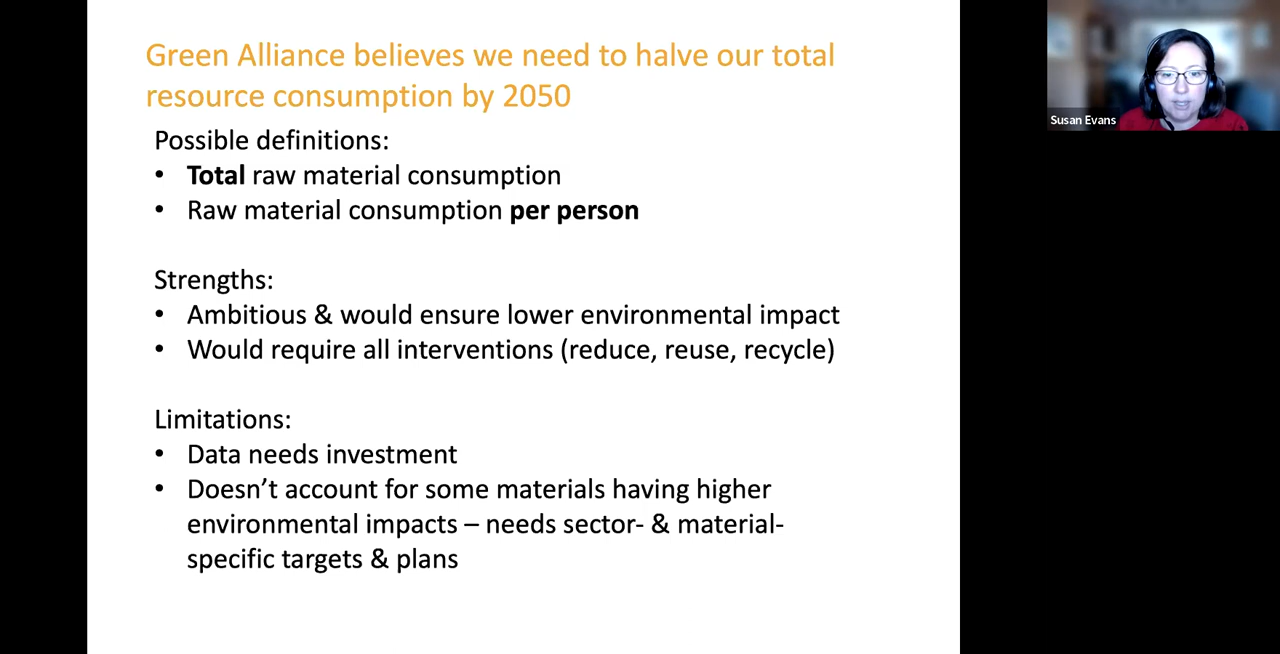 Green Alliance believes we need to halve our total
resource consumption by 2050
Possible definitions:
• Total raw material consumption
• Raw material consumption per person
Strengths:
• Ambitious & would ensure lower environmental impact
• Would require all interventions (reduce, reuse, recycle)
Limitations:
• Data needs investment
• Doesn’t account for some materials having higher
environmental impacts – needs sector- & material-
specific targets & plans
Susan Evans